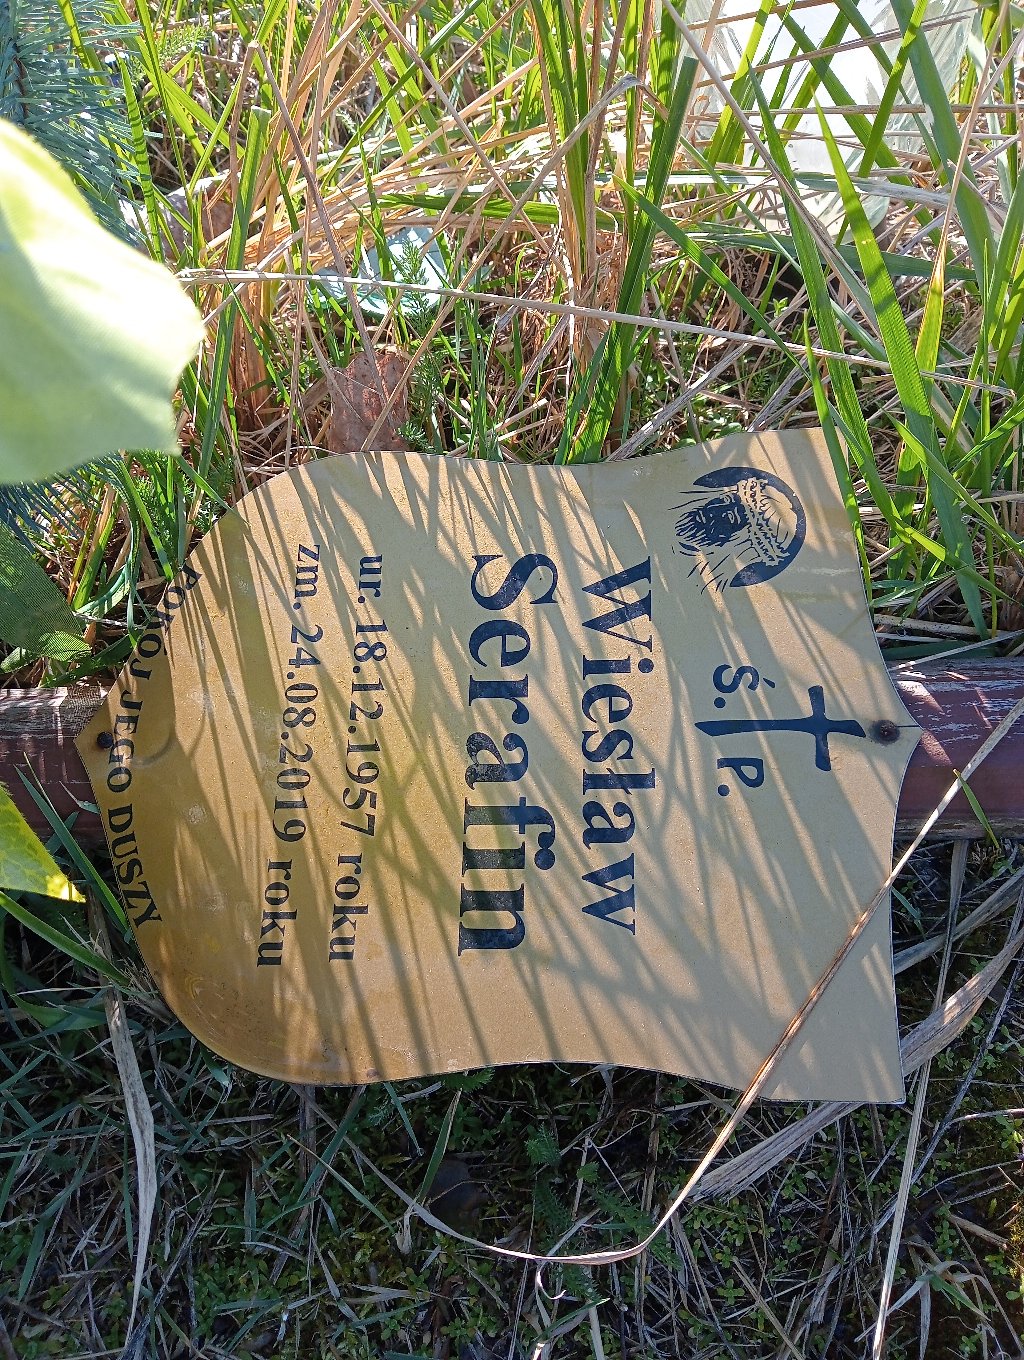 Ś. P.
Wiesław
Serafin
ur. 18.12.1957 roku
zm. 24.08.2019 roku
POKÓJ JEGO DUSZY